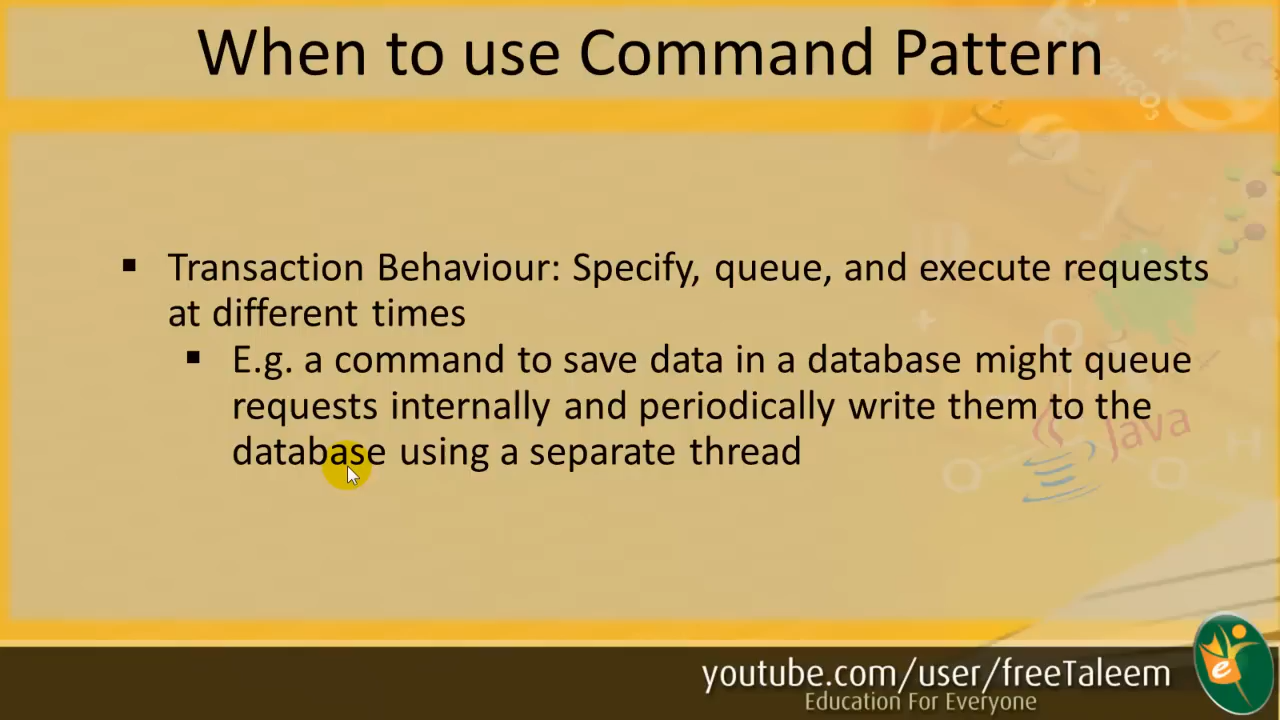 When to use Command Pattern
▪ Transaction Behaviour: Specify, queue, and execute requests
at different times
▪ E.g. a command to save data in a database might queue
requests internally and periodically write them to the
database using a separate thread
Java
youtube.com/user/freeTaleem
Education For Everyone
e